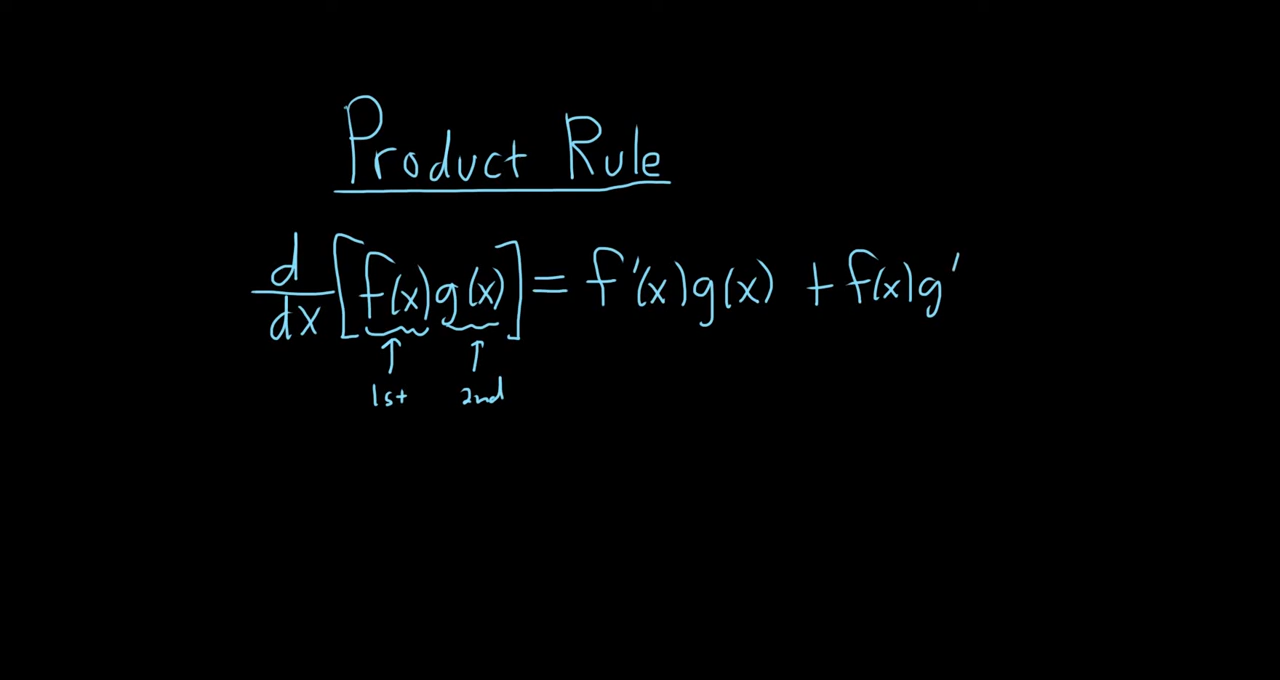 Product Rule
d/dx [f(x)g(x)] = f'(x)g(x) + f(x)g'
↑ ↑
1st 2nd